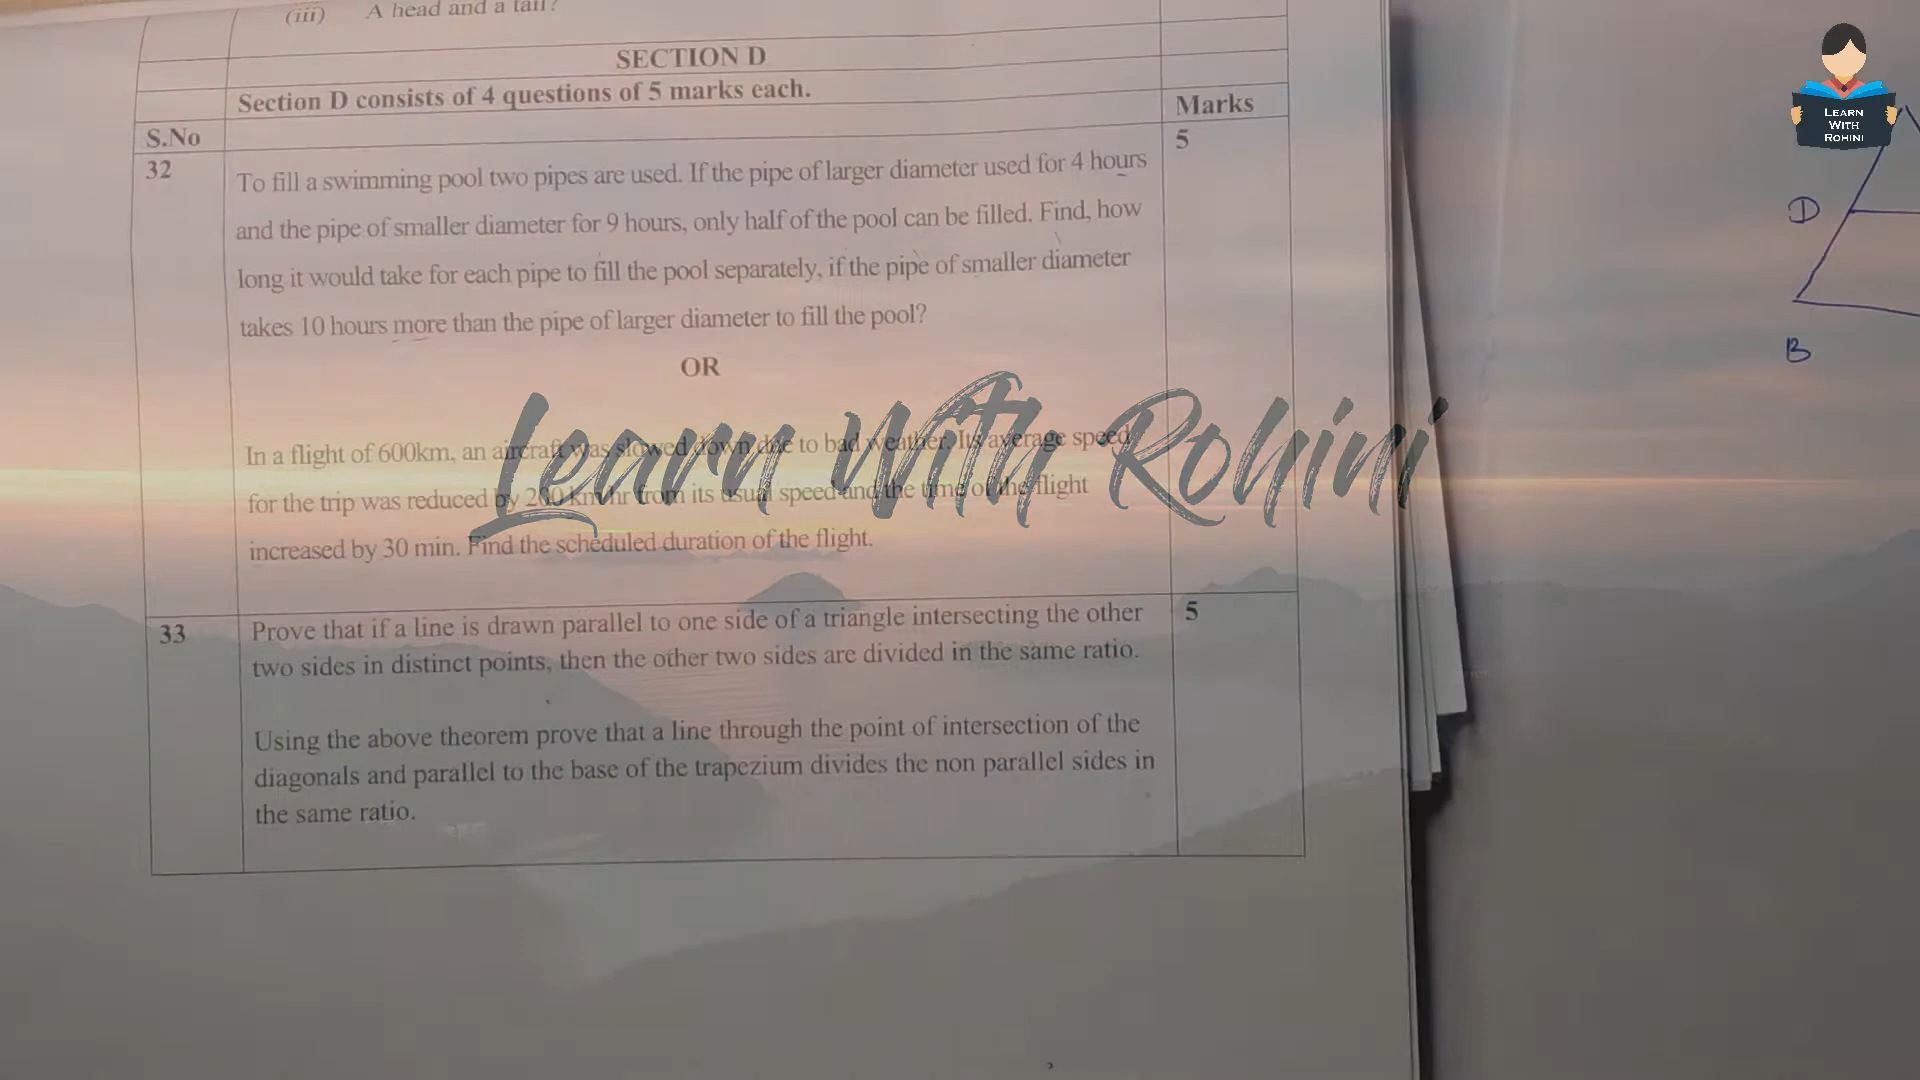 (iii) A head and a tail?
SECTION D
Section D consists of 4 questions of 5 marks each.
S.No Marks
32 5
To fill a swimming pool two pipes are used. If the pipe of larger diameter used for 4 hours
and the pipe of smaller diameter for 9 hours, only half of the pool can be filled. Find, how
long it would take for each pipe to fill the pool separately, if the pipe of smaller diameter
takes 10 hours more than the pipe of larger diameter to fill the pool?
OR
In a flight of 600km, an aircraft was slowed down due to bad weather. Its average speed
for the trip was reduced by 200 km/hr from its usual speed and the time of the flight
increased by 30 min. Find the scheduled duration of the flight.
33 5
Prove that if a line is drawn parallel to one side of a triangle intersecting the other
two sides in distinct points, then the other two sides are divided in the same ratio.
Using the above theorem prove that a line through the point of intersection of the
diagonals and parallel to the base of the trapezium divides the non parallel sides in
the same ratio.
Learn With Rohini
LEARN
WITH
ROHINI
D
B